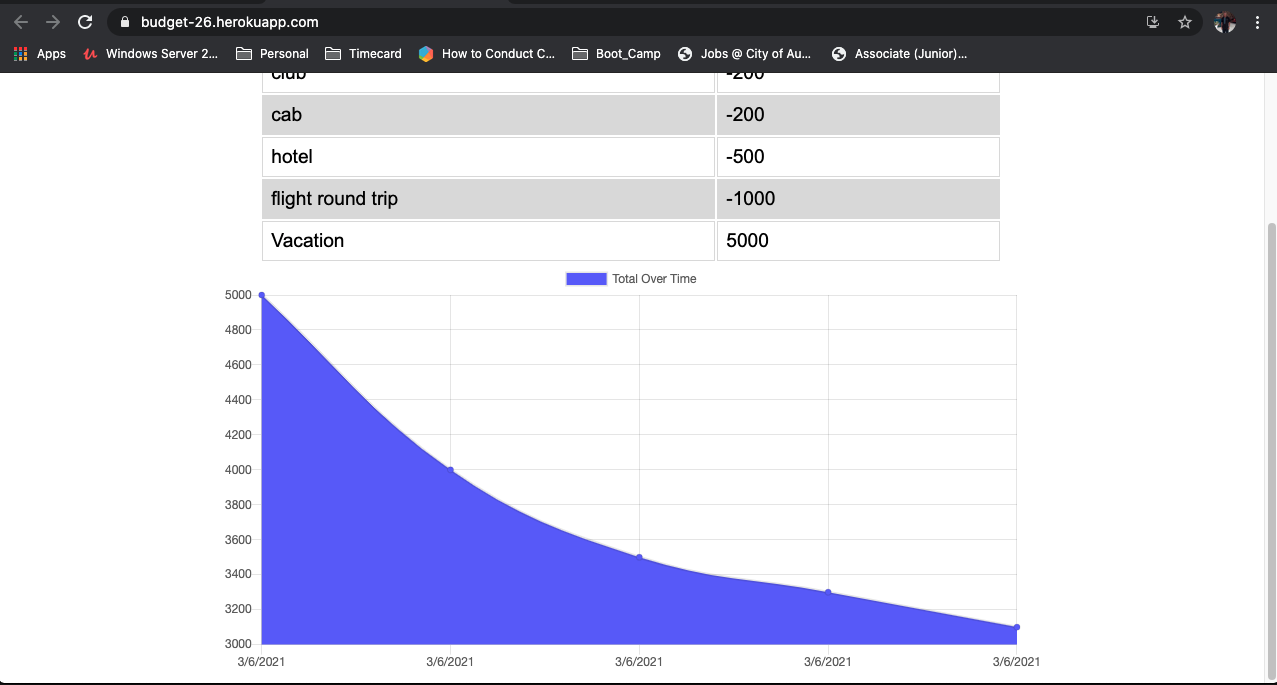 budget-26.herokuapp.com
Apps Windows Server 2... Personal Timecard How to Conduct C... Boot_Camp Jobs @ City of Au... Associate (Junior)...
club -200
cab -200
hotel -500
flight round trip -1000
Vacation 5000
Total Over Time
5000
4800
4600
4400
4200
4000
3800
3600
3400
3200
3000
3/6/2021 3/6/2021 3/6/2021 3/6/2021 3/6/2021